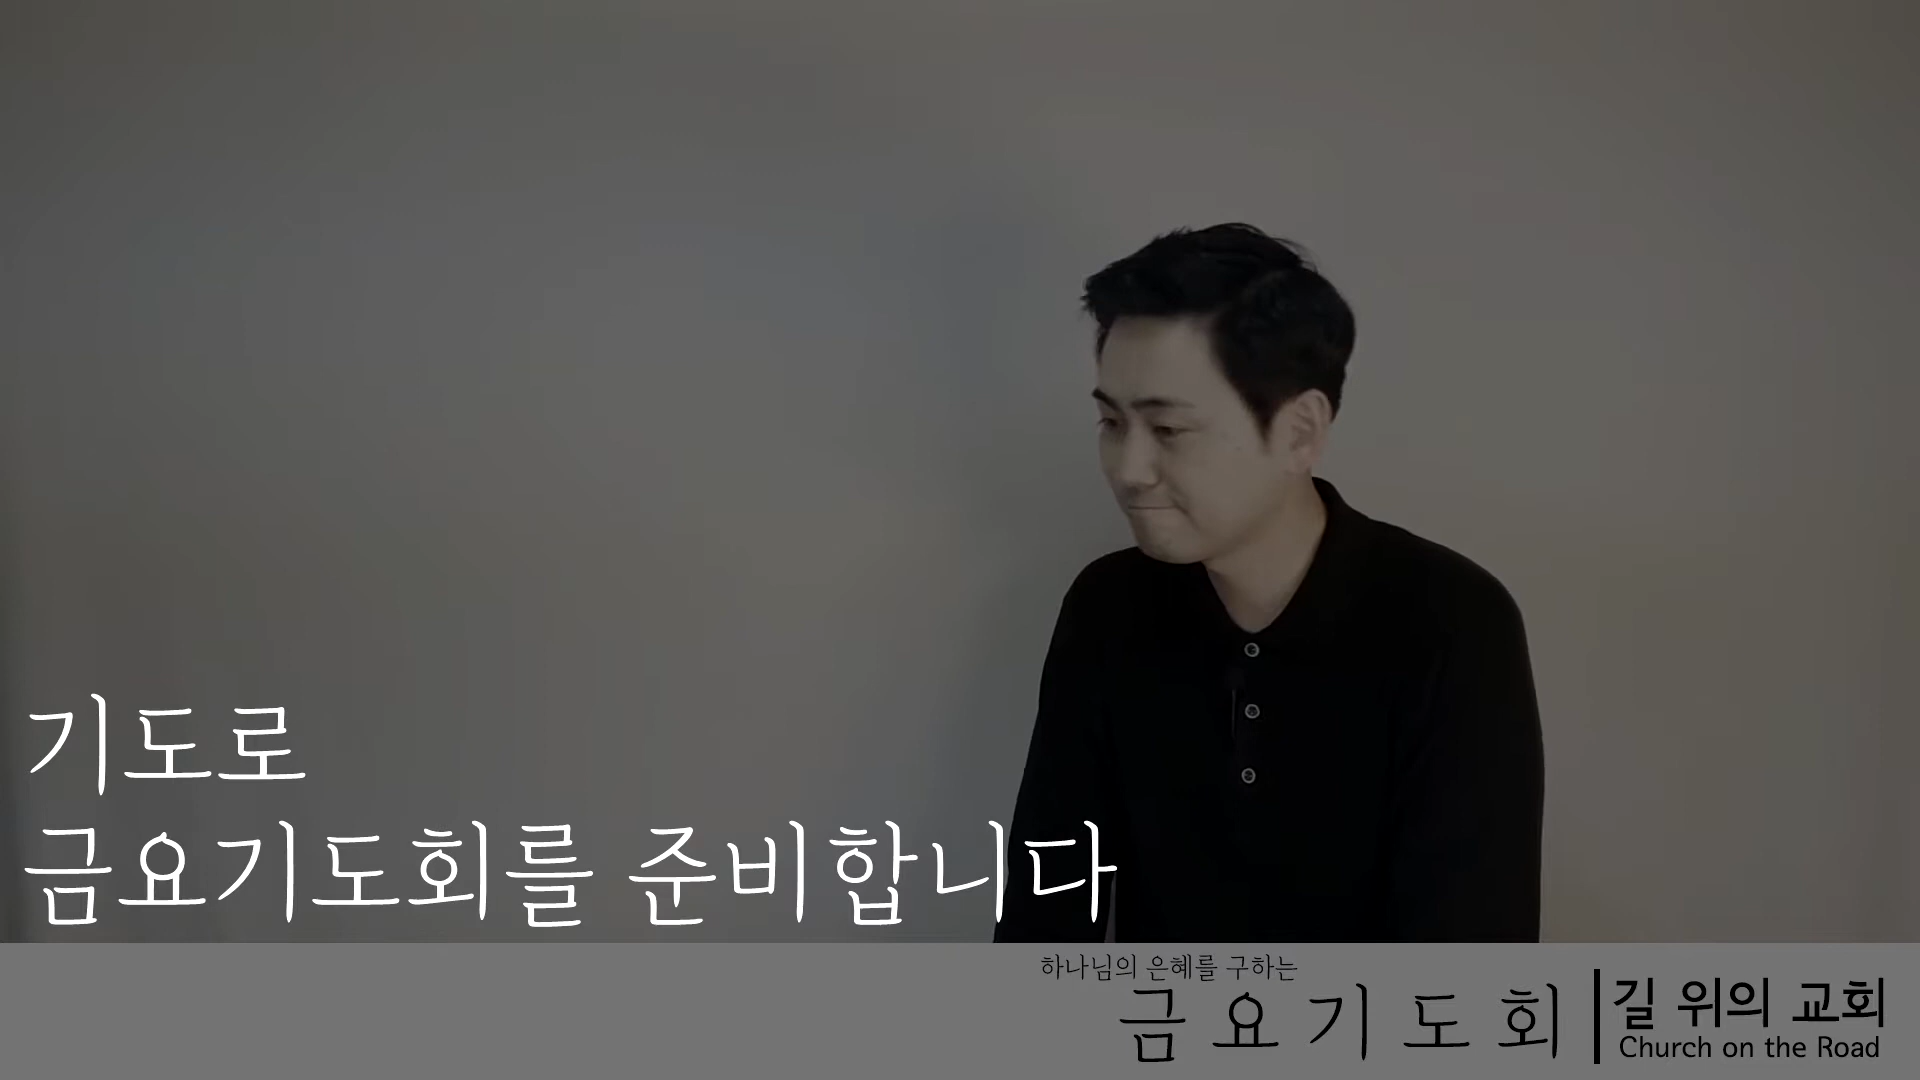 기도로
금요기도회를 준비합니다
하나님의 은혜를 구하는
금요기도회
길 위의 교회
Church on the Road